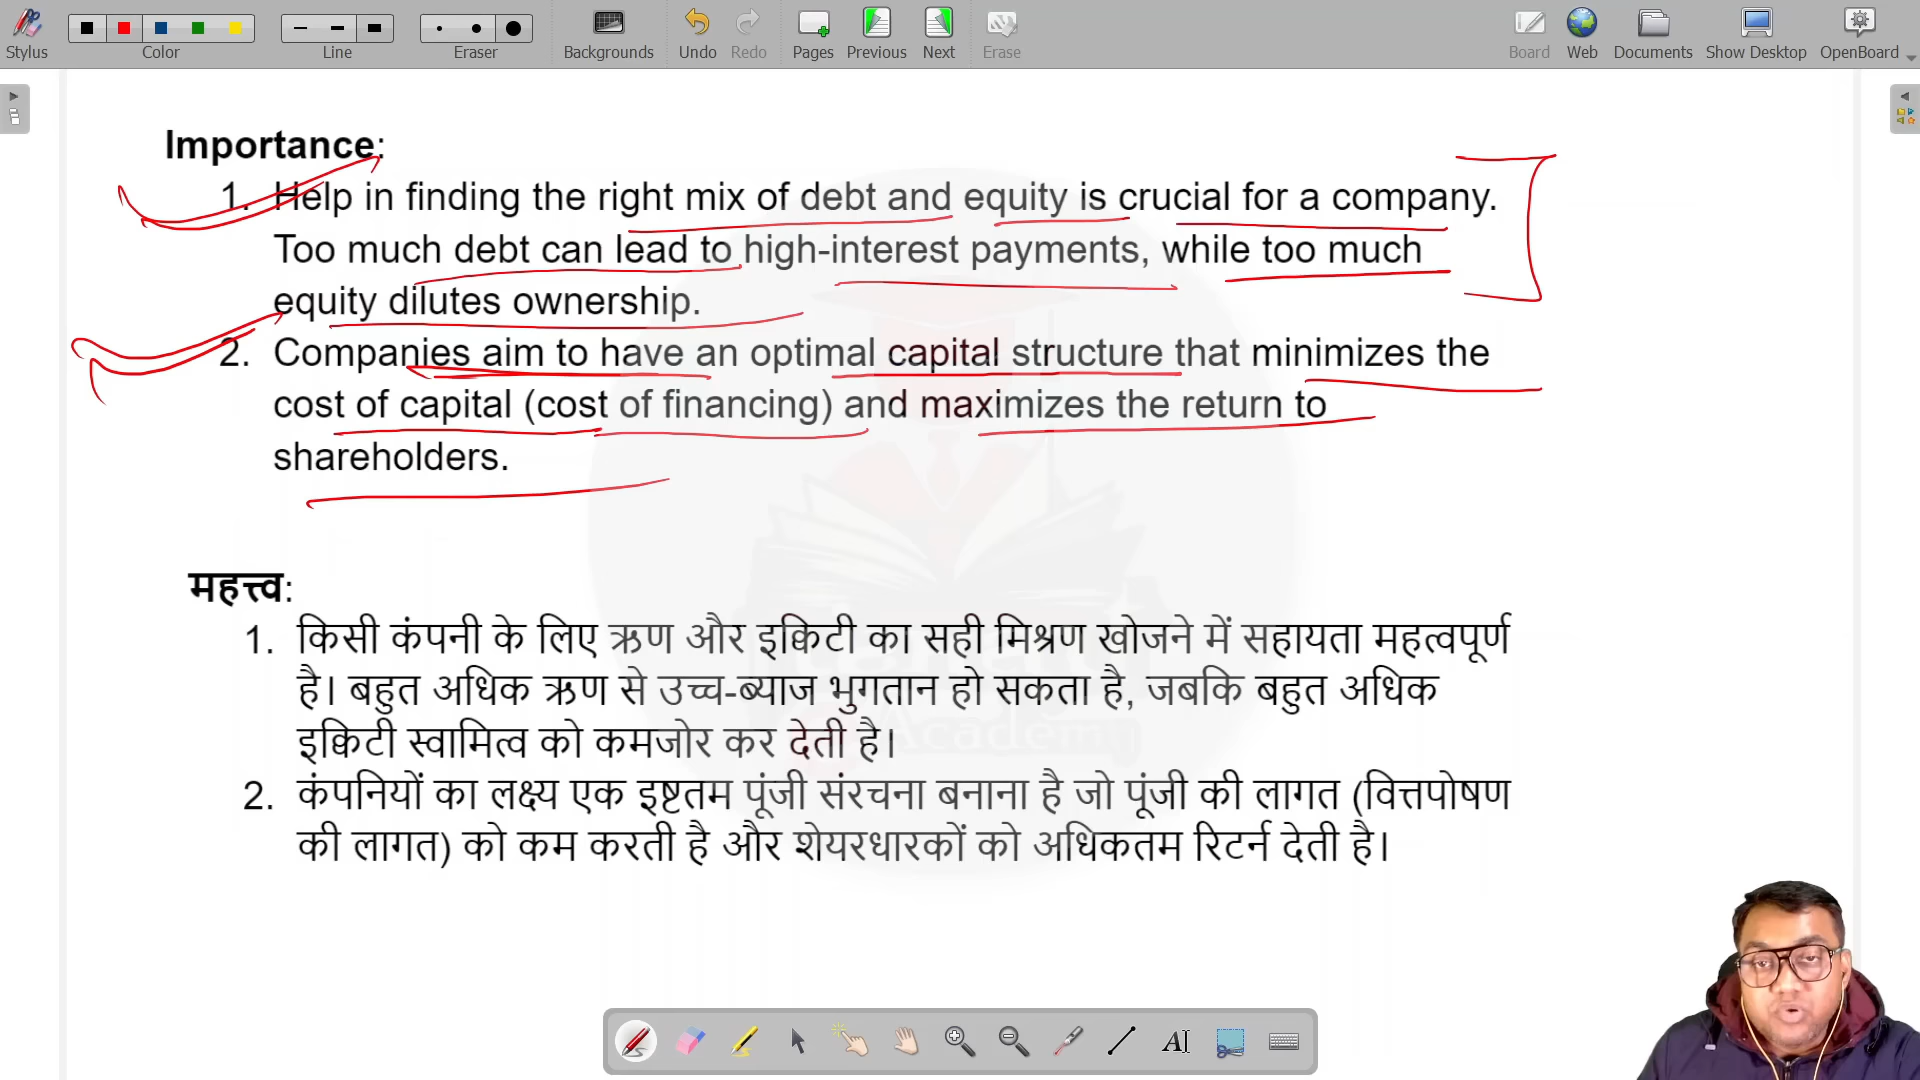 Stylus
Color
Line
Eraser
Backgrounds
Undo
Redo
Pages
Previous
Next
Erase
Board
Web
Documents
Show Desktop
OpenBoard
Importance:
1. Help in finding the right mix of debt and equity is crucial for a company.
Too much debt can lead to high-interest payments, while too much
equity dilutes ownership.
2. Companies aim to have an optimal capital structure that minimizes the
cost of capital (cost of financing) and maximizes the return to
shareholders.
महत्त्व:
1. किसी कंपनी के लिए ऋण और इक्विटी का सही मिश्रण खोजने में सहायता महत्वपूर्ण
है। बहुत अधिक ऋण से उच्च-ब्याज भुगतान हो सकता है, जबकि बहुत अधिक
इक्विटी स्वामित्व को कमजोर कर देती है।
2. कंपनियों का लक्ष्य एक इष्टतम पूंजी संरचना बनाना है जो पूंजी की लागत (वित्तपोषण
की लागत) को कम करती है और शेयरधारकों को अधिकतम रिटर्न देती है।
Academy